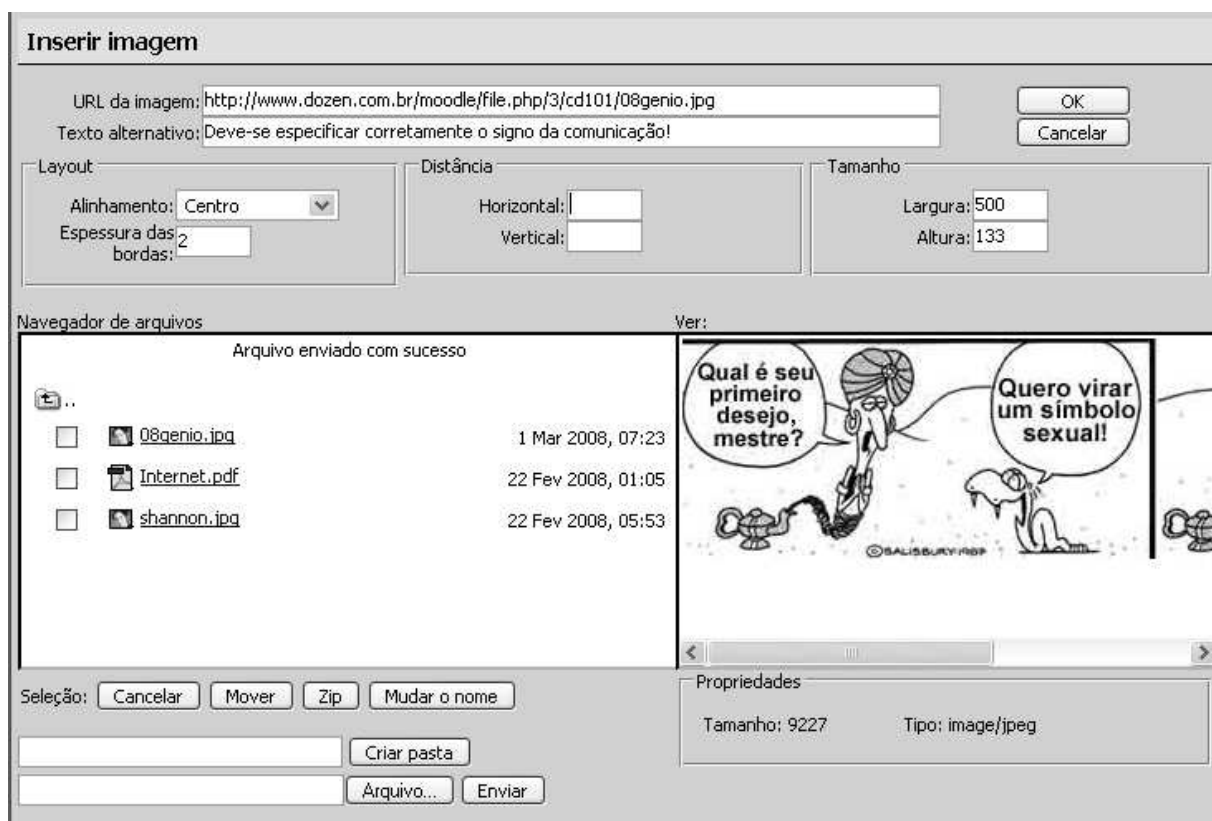 Inserir imagem
URL da imagem: http://www.dozen.com.br/moodle/file.php/3/cd101/08genio.jpg
OK
Texto alternativo: Deve-se especificar corretamente o signo da comunicação!
Cancelar
Layout
Alinhamento: Centro
Espessura das
bordas: 2
Distância
Horizontal:
Vertical:
Tamanho
Largura: 500
Altura: 133
Navegador de arquivos
Arquivo enviado com sucesso
..
08genio.jpg 1 Mar 2008, 07:23
Internet.pdf 22 Fev 2008, 01:05
shannon.jpg 22 Fev 2008, 05:53
Ver:
Qual é seu
primeiro
desejo,
mestre?
Quero virar
um símbolo
sexual!
©SALISBURY 1987
Seleção: Cancelar Mover Zip Mudar o nome
Criar pasta
Arquivo... Enviar
Propriedades
Tamanho: 9227 Tipo: image/jpeg